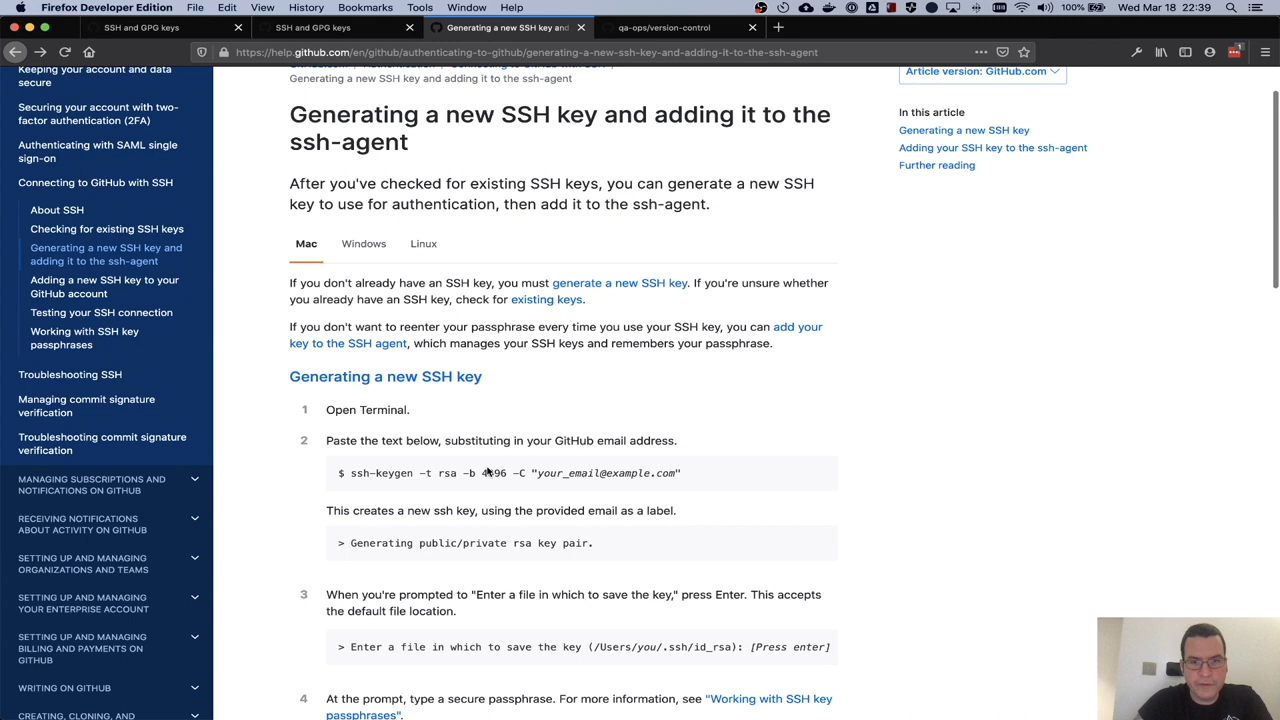 100%
Wed 22 Jan 22:39
SSH and GPG keys
SSH and GPG keys
Generating a new SSH key and
qa-ops/version-control
https://help.github.com/en/github/authenticating-to-github/generating-a-new-ssh-key-and-adding-it-to-the-ssh-agent
1
Keeping your account and data
secure
Securing your account with two-
factor authentication (2FA)
Authenticating with SAML single
sign-on
Connecting to GitHub with SSH
About SSH
Checking for existing SSH keys
Generating a new SSH key and
adding it to the ssh-agent
Adding a new SSH key to your
GitHub account
Testing your SSH connection
Working with SSH key
passphrases
Troubleshooting SSH
Managing commit signature
verification
Troubleshooting commit signature
verification
MANAGING SUBSCRIPTIONS AND
NOTIFICATIONS ON GITHUB
RECEIVING NOTIFICATIONS
ABOUT ACTIVITY ON GITHUB
SETTING UP AND MANAGING
ORGANIZATIONS AND TEAMS
SETTING UP AND MANAGING
YOUR ENTERPRISE ACCOUNT
SETTING UP AND MANAGING
BILLING AND PAYMENTS ON
GITHUB
WRITING ON GITHUB
CREATING, CLONING, AND
Generating a new SSH key and adding it to the ssh-agent
Generating a new SSH key and adding it to the
ssh-agent
After you've checked for existing SSH keys, you can generate a new SSH
key to use for authentication, then add it to the ssh-agent.
Mac Windows Linux
If you don't already have an SSH key, you must generate a new SSH key. If you're unsure whether
you already have an SSH key, check for existing keys.
If you don't want to reenter your passphrase every time you use your SSH key, you can add your
key to the SSH agent, which manages your SSH keys and remembers your passphrase.
Generating a new SSH key
1 Open Terminal.
2 Paste the text below, substituting in your GitHub email address.
$ ssh-keygen -t rsa -b 4096 -C "your_email@example.com"
This creates a new ssh key, using the provided email as a label.
> Generating public/private rsa key pair.
3 When you're prompted to "Enter a file in which to save the key," press Enter. This accepts
the default file location.
> Enter a file in which to save the key (/Users/you/.ssh/id_rsa): [Press enter]
4 At the prompt, type a secure passphrase. For more information, see "Working with SSH key
passphrases".
Article version: GitHub.com
In this article
Generating a new SSH key
Adding your SSH key to the ssh-agent
Further reading